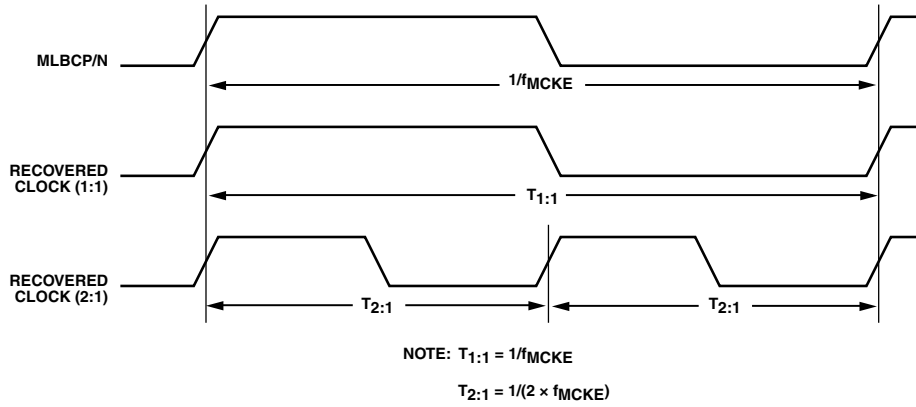 MLBCP/N
1/fMCKE
RECOVERED
CLOCK (1:1)
T1:1
RECOVERED
CLOCK (2:1)
T2:1
T2:1
NOTE: T1:1 = 1/fMCKE
T2:1 = 1/(2 × fMCKE)